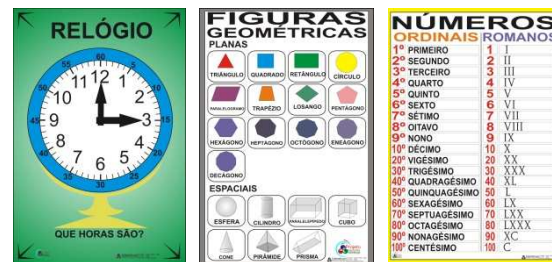 RELÓGIO
60
55
5
11
12
1
50
10
10
2
45
9
3
15
40
8
4
20
7
6
5
35
25
30
QUE HORAS SÃO?
FIGURAS
GEOMÉTRICAS
PLANAS
TRIÂNGULO QUADRADO RETÂNGULO CÍRCULO
PARALELOGRAMO TRAPÉZIO LOSANGO PENTÁGONO
HEXÁGONO HEPTÁGONO OCTÓGONO ENEÁGONO
DECÁGONO
ESPACIAIS
ESFERA CILINDRO PARALELEPÍPEDO CUBO
CONE PIRÂMIDE PRISMA
NÚMEROS
ORDINAIS ROMANOS
1º PRIMEIRO 1 I
2º SEGUNDO 2 II
3º TERCEIRO 3 III
4º QUARTO 4 IV
5º QUINTO 5 V
6º SEXTO 6 VI
7º SÉTIMO 7 VII
8º OITAVO 8 VIII
9º NONO 9 IX
10º DÉCIMO 10 X
20º VIGÉSIMO 20 XX
30º TRIGÉSIMO 30 XXX
40º QUADRAGÉSIMO 40 XL
50º QUINQUAGÉSIMO 50 L
60º SEXAGÉSIMO 60 LX
70º SEPTUAGÉSIMO 70 LXX
80º OCTAGÉSIMO 80 LXXX
90º NONAGÉSIMO 90 XC
100º CENTÉSIMO 100 C